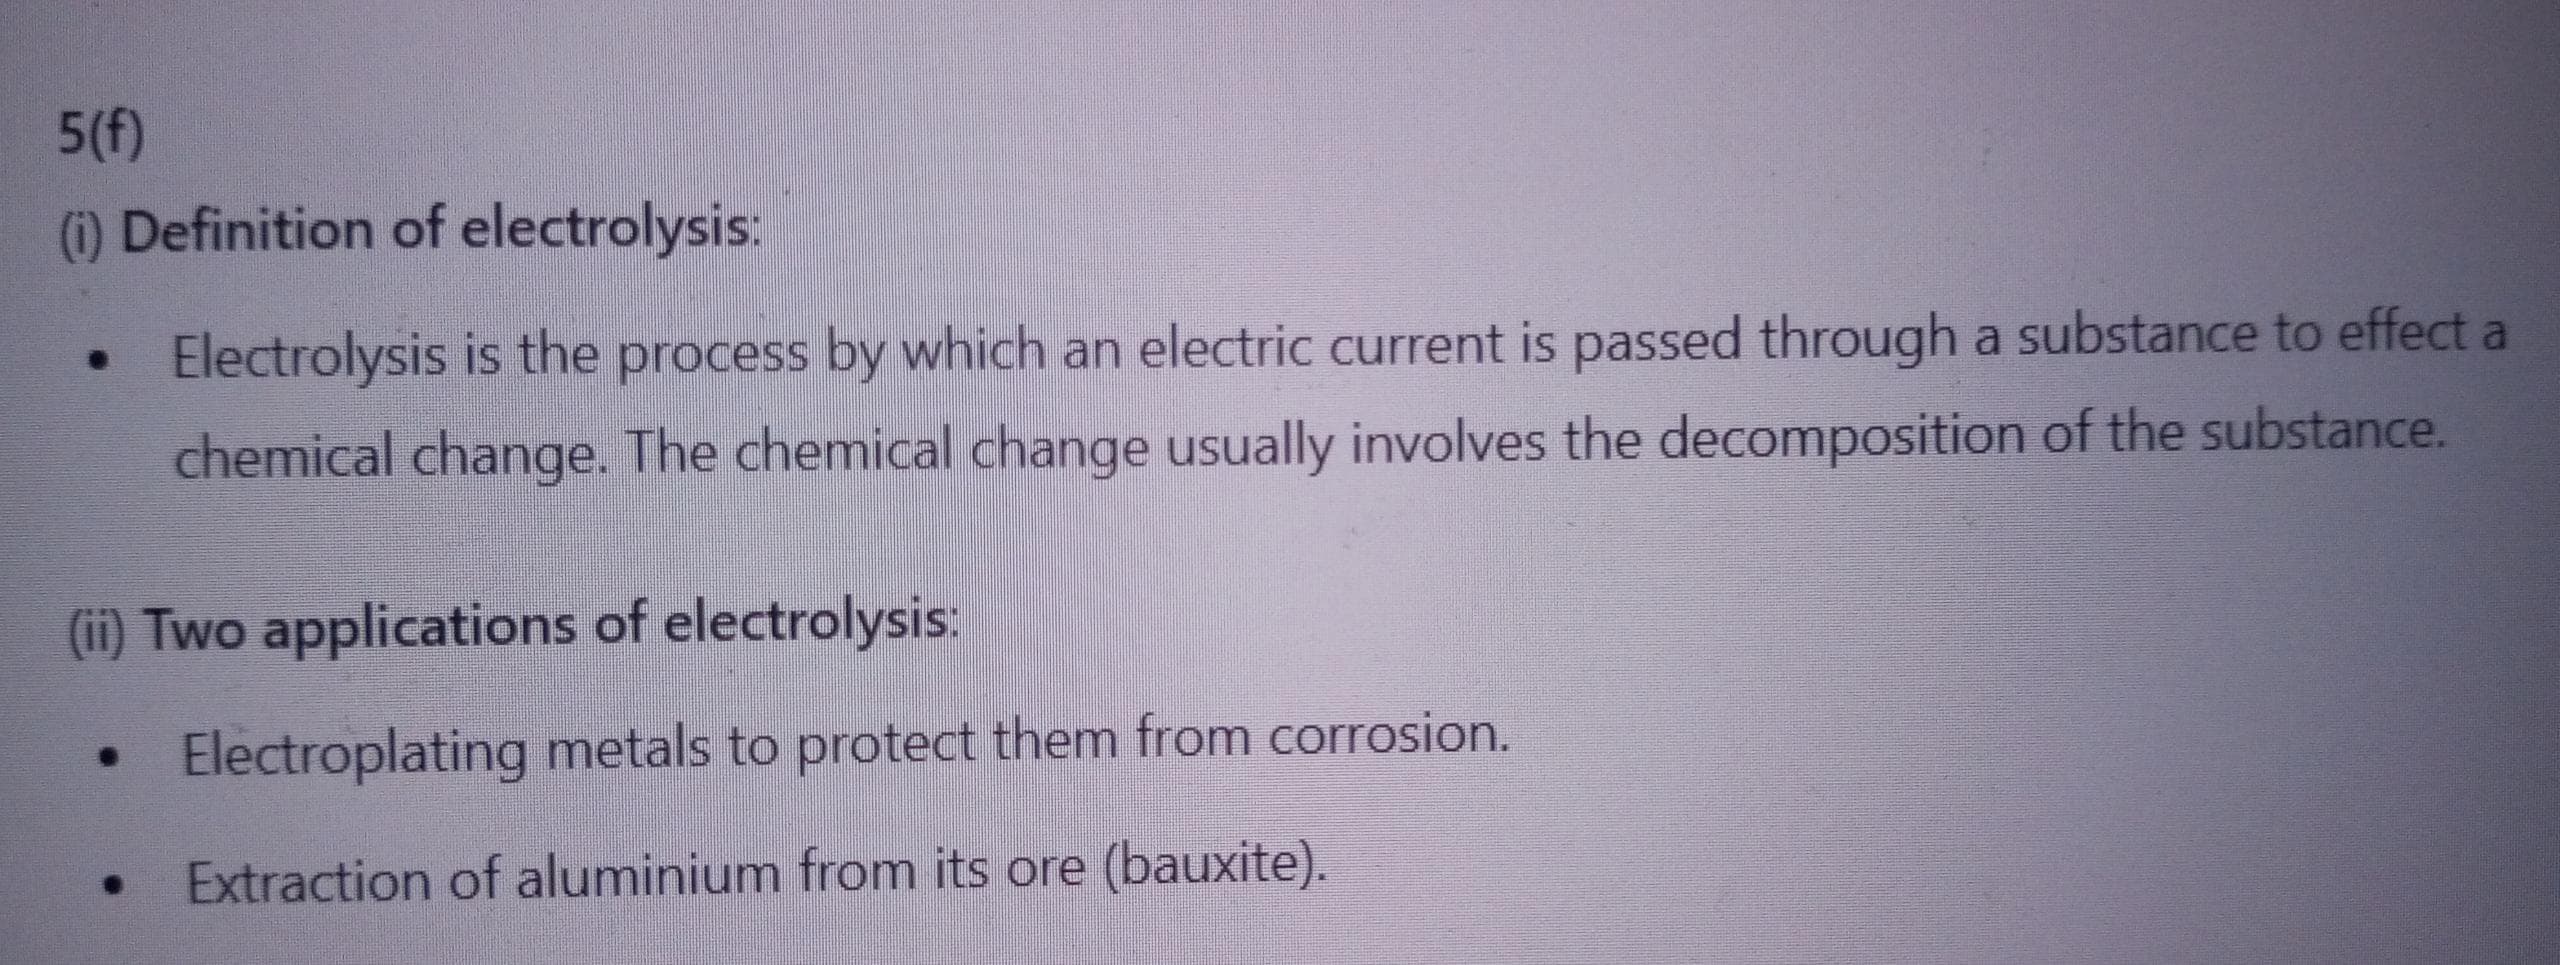 5(f)
(i) Definition of electrolysis:
• Electrolysis is the process by which an electric current is passed through a substance to effect a
chemical change. The chemical change usually involves the decomposition of the substance.
(ii) Two applications of electrolysis:
• Electroplating metals to protect them from corrosion.
• Extraction of aluminium from its ore (bauxite).